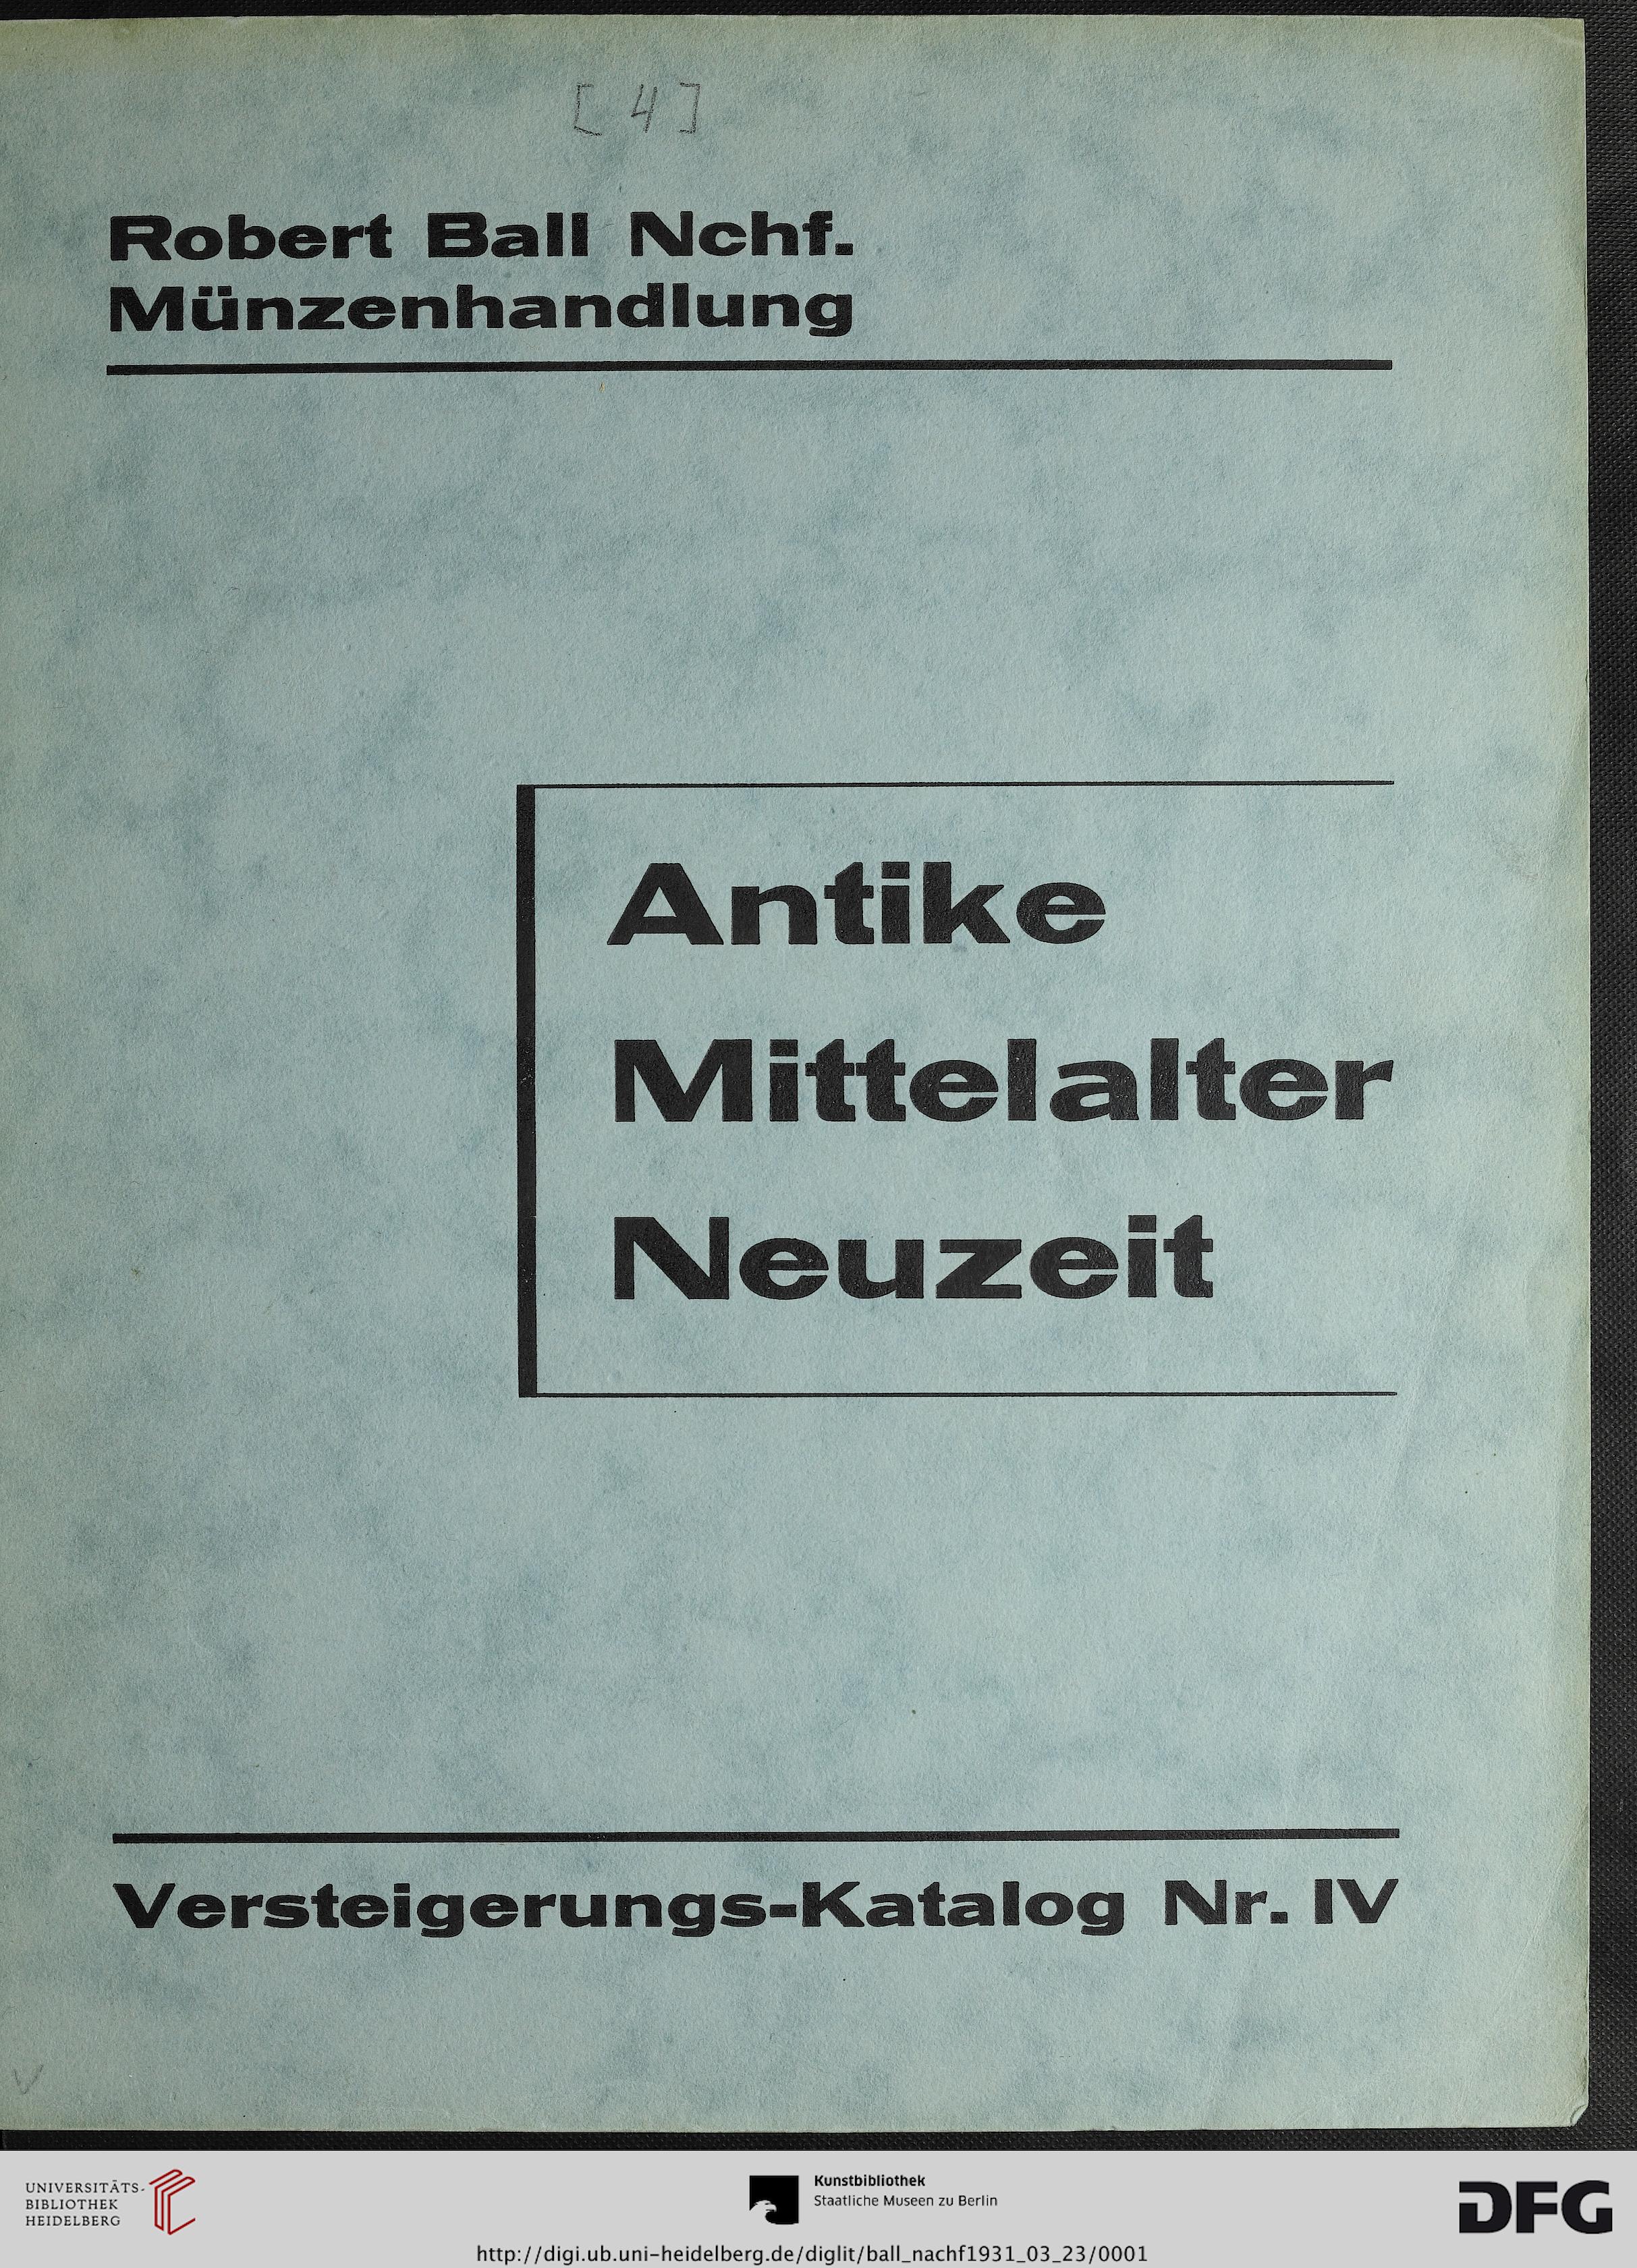 [ 4 ]
Robert Ball Nchf.
Münzenhandlung
Antike
Mittelalter
Neuzeit
Versteigerungs-Katalog Nr. IV
UNIVERSITÄTS-
BIBLIOTHEK
HEIDELBERG
Kunstbibliothek
Staatliche Museen zu Berlin
DFG
http://digi.ub.uni-heidelberg.de/diglit/ball_nachf1931_03_23/0001